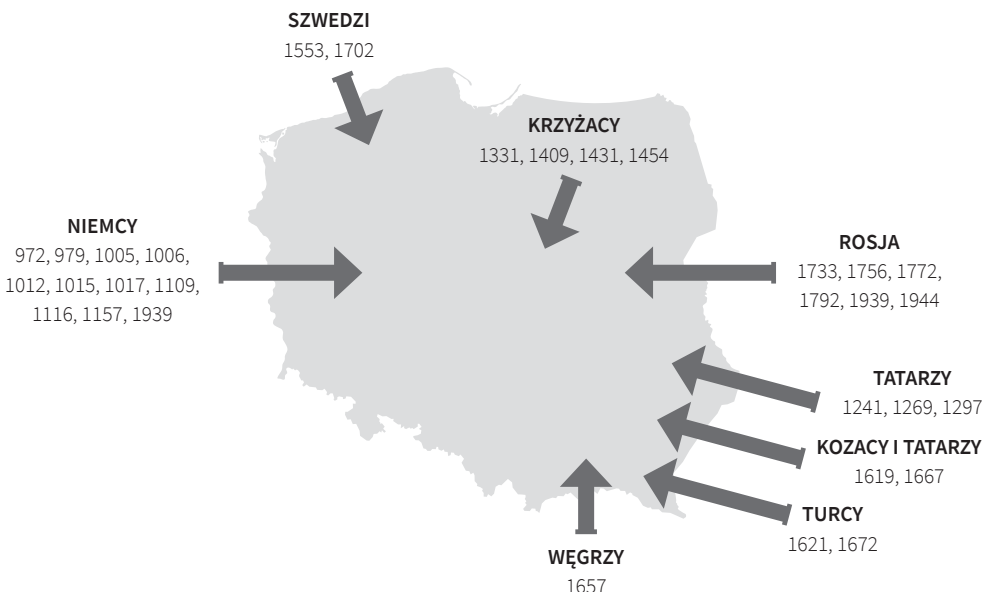 SZWEDZI
1553, 1702
KRZYŻACY
1331, 1409, 1431, 1454
NIEMCY
972, 979, 1005, 1006,
1012, 1015, 1017, 1109,
1116, 1157, 1939
ROSJA
1733, 1756, 1772,
1792, 1939, 1944
TATARZY
1241, 1269, 1297
KOZACY I TATARZY
1619, 1667
TURCY
1621, 1672
WĘGRZY
1657